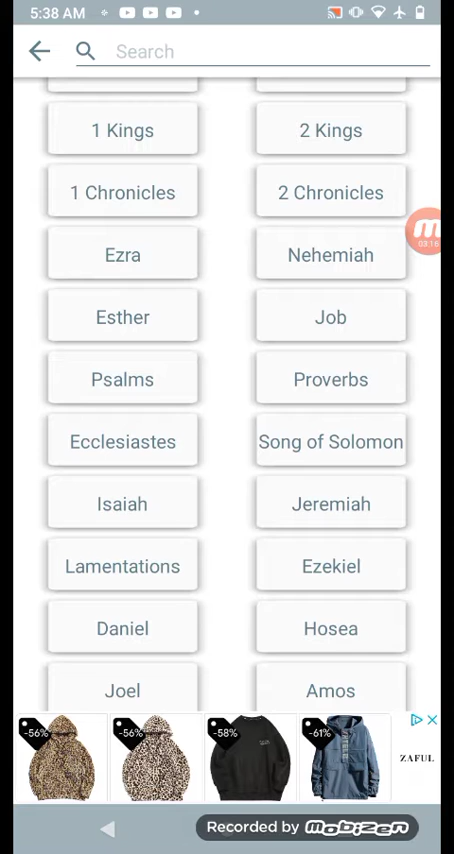 5:38 AM
Search
1 Kings
2 Kings
1 Chronicles
2 Chronicles
03:16
Ezra
Nehemiah
Esther
Job
Psalms
Proverbs
Ecclesiastes
Song of Solomon
Isaiah
Jeremiah
Lamentations
Ezekiel
Daniel
Hosea
Joel
Amos
-56%
-56%
-58%
-61%
ZAFUL
Recorded by mobizen